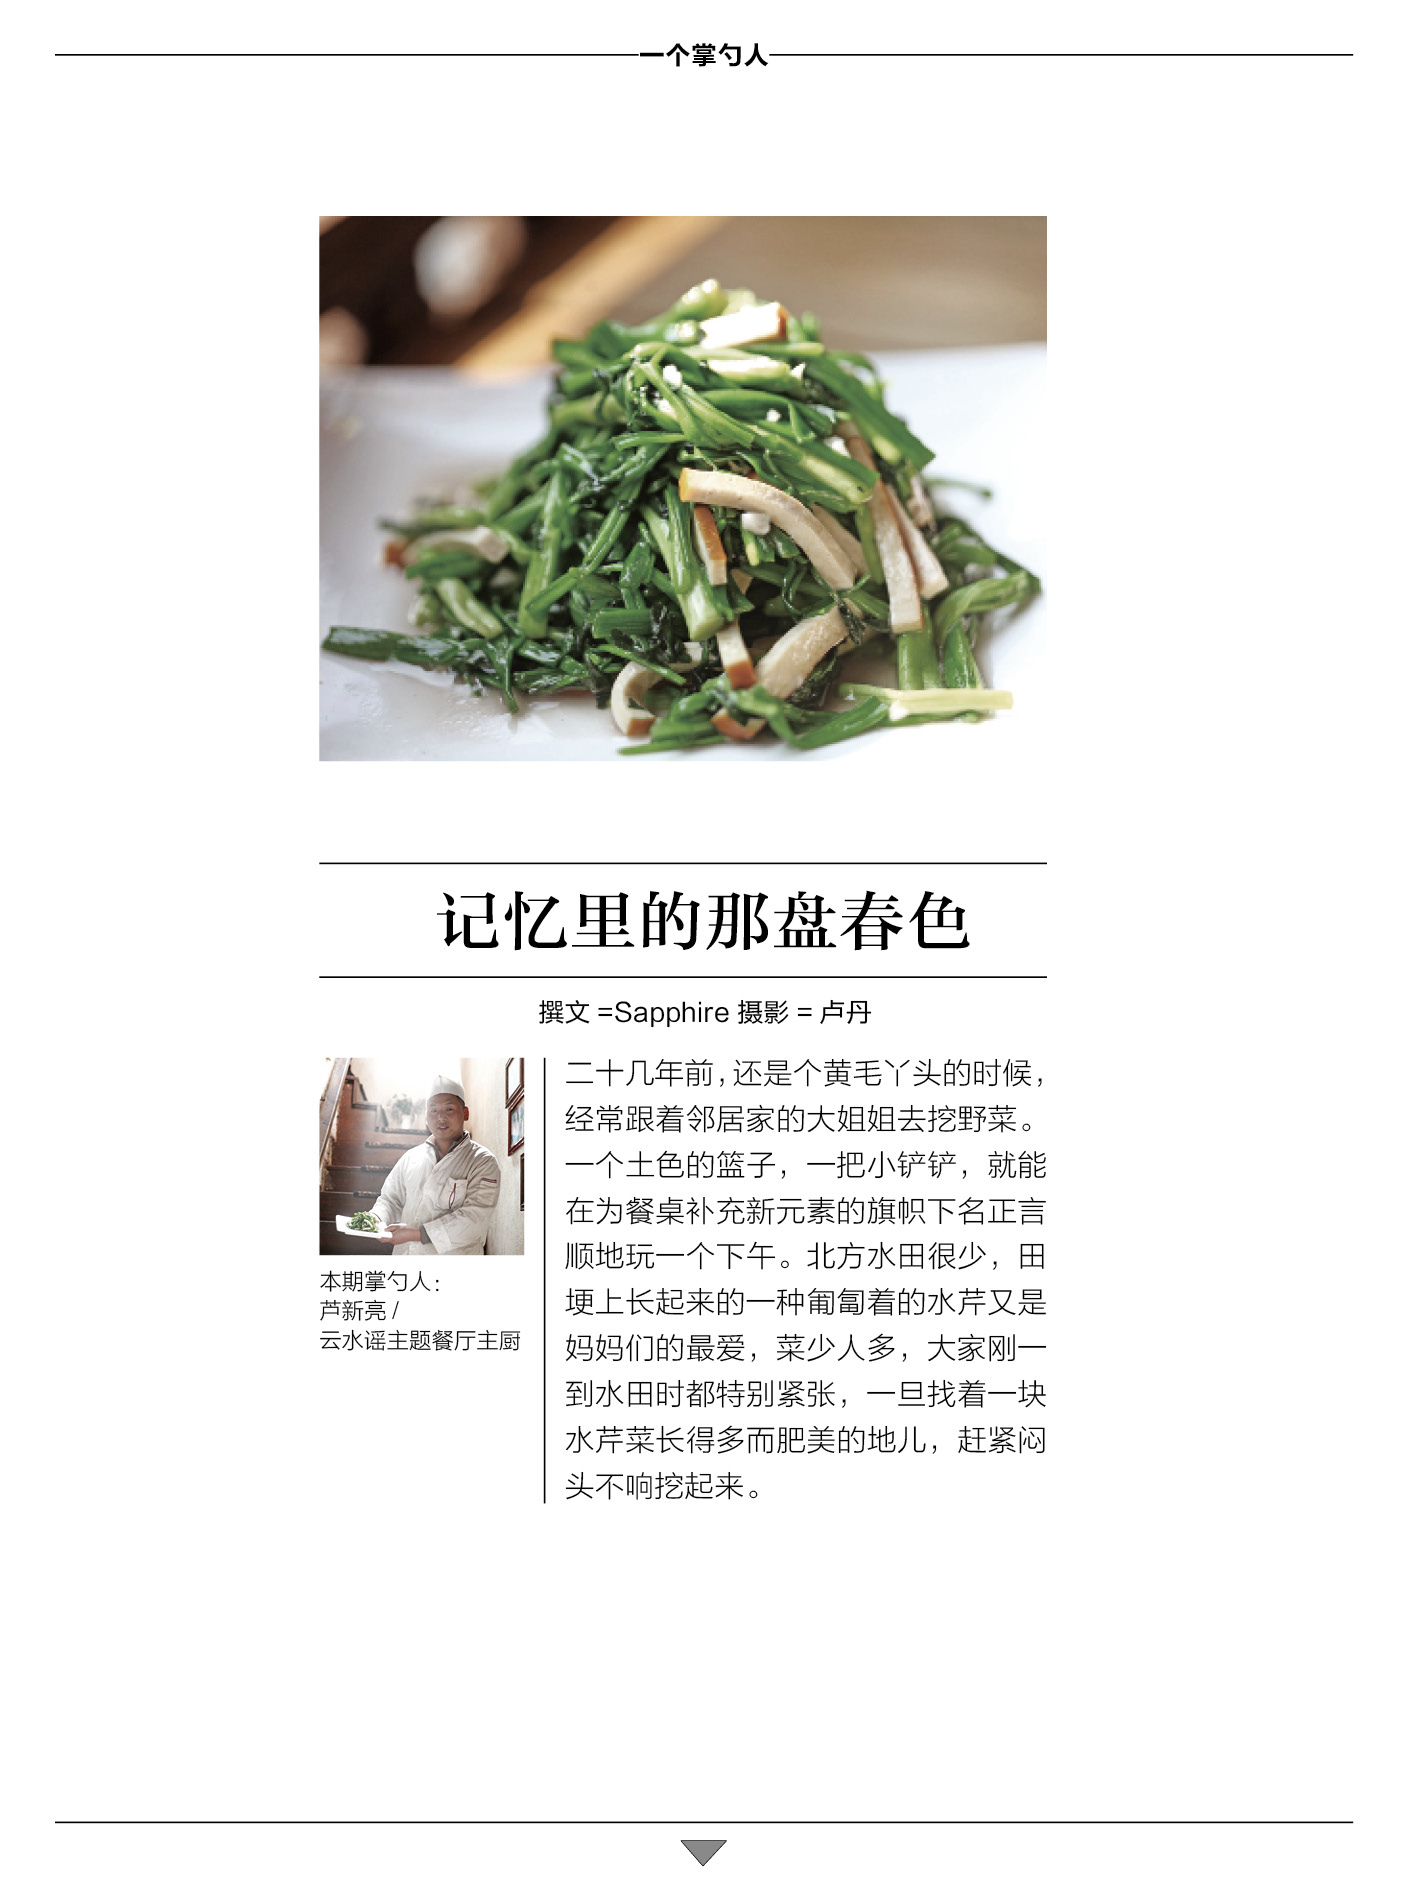 一个掌勺人
记忆里的那盘春色
撰文 =Sapphire 摄影 = 卢丹
本期掌勺人：
芦新亮 /
云水谣主题餐厅主厨
二十几年前，还是个黄毛丫头的时候，
经常跟着邻居家的大姐姐去挖野菜。
一个土色的篮子，一把小铲铲，就能
在为餐桌补充新元素的旗帜下名正言
顺地玩一个下午。北方水田很少，田
埂上长起来的一种匍匐着的水芹又是
妈妈们的最爱，菜少人多，大家刚一
到水田时都特别紧张，一旦找着一块
水芹菜长得多而肥美的地儿，赶紧闷
头不响挖起来。